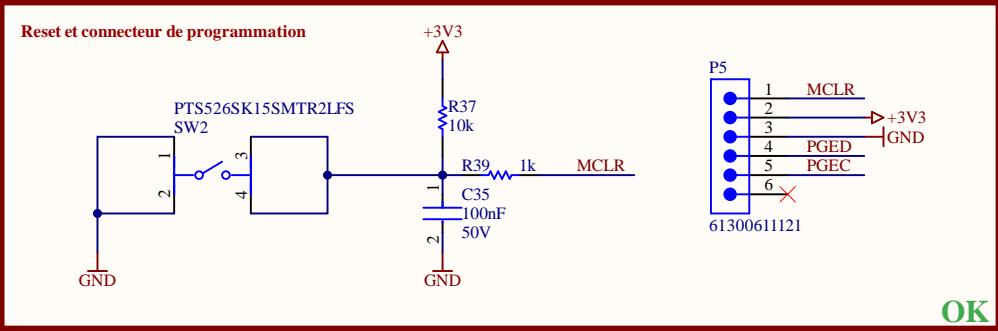 Reset et connecteur de programmation
+3V3
P5
PTS526SK15SMTR2LFS
SW2
R37
10k
1
2
3
4
R39
1k
MCLR
1
C35
100nF
50V
2
GND
GND
1
MCLR
2
+3V3
3
GND
4
PGED
5
PGEC
6
61300611121
OK